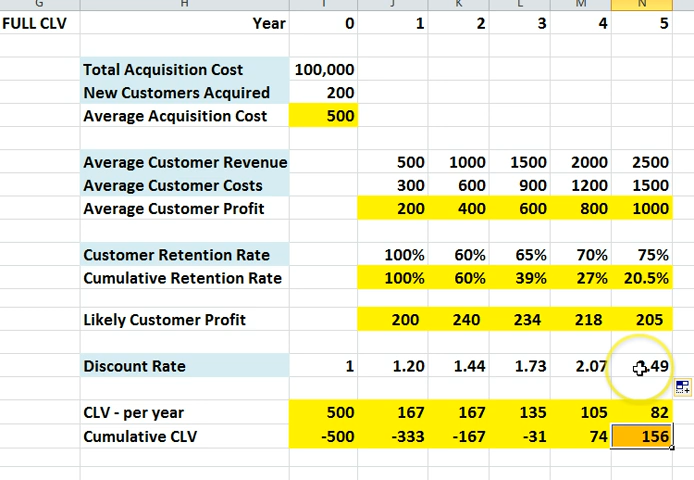 G H I J K L M N
FULL CLV Year 0 1 2 3 4 5
Total Acquisition Cost 100,000
New Customers Acquired 200
Average Acquisition Cost 500
Average Customer Revenue 500 1000 1500 2000 2500
Average Customer Costs 300 600 900 1200 1500
Average Customer Profit 200 400 600 800 1000
Customer Retention Rate 100% 60% 65% 70% 75%
Cumulative Retention Rate 100% 60% 39% 27% 20.5%
Likely Customer Profit 200 240 234 218 205
Discount Rate 1 1.20 1.44 1.73 2.07 .49
CLV - per year 500 167 167 135 105 82
Cumulative CLV -500 -333 -167 -31 74 156